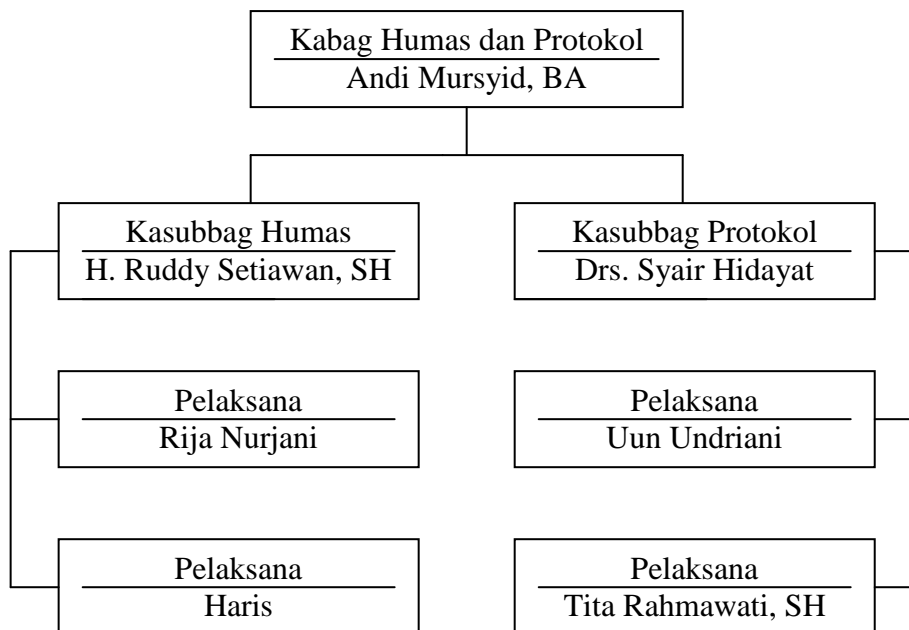 Kabag Humas dan Protokol
Andi Mursyid, BA
Kasubbag Humas
H. Ruddy Setiawan, SH
Kasubbag Protokol
Drs. Syair Hidayat
Pelaksana
Rija Nurjani
Pelaksana
Uun Undriani
Pelaksana
Haris
Pelaksana
Tita Rahmawati, SH